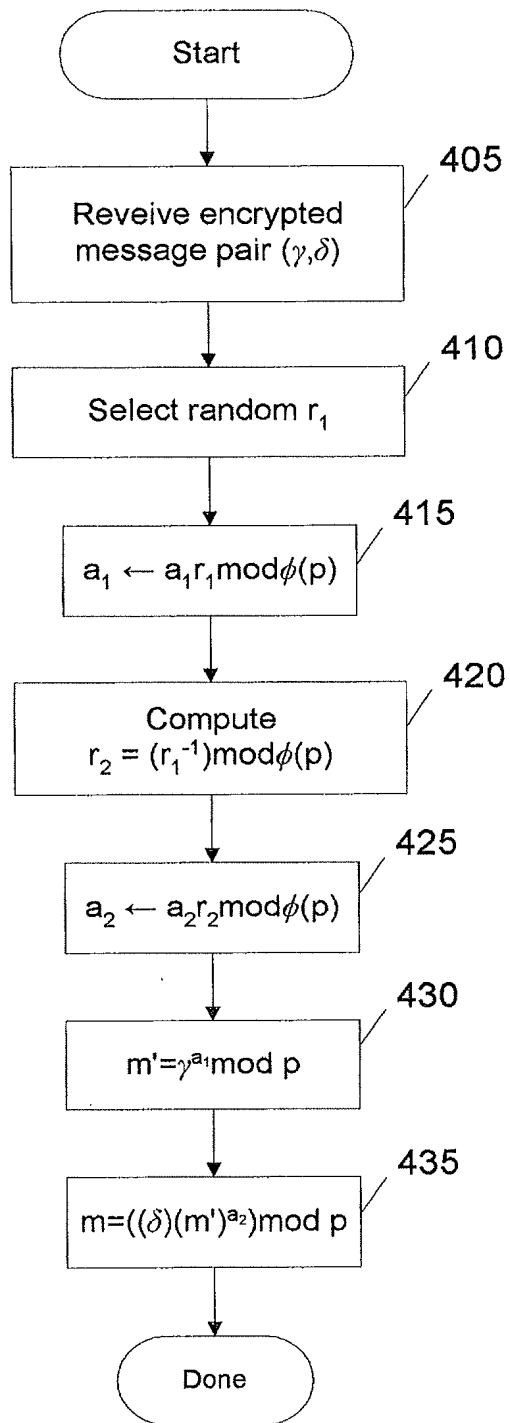 Start
405
Reveive encrypted
message pair (γ,δ)
410
Select random r₁
415
a₁ ← a₁r₁modϕ(p)
420
Compute
r₂ = (r₁⁻¹)modϕ(p)
425
a₂ ← a₂r₂modϕ(p)
430
m'=γ^a₁mod p
435
m=((δ)(m')^a₂)mod p
Done